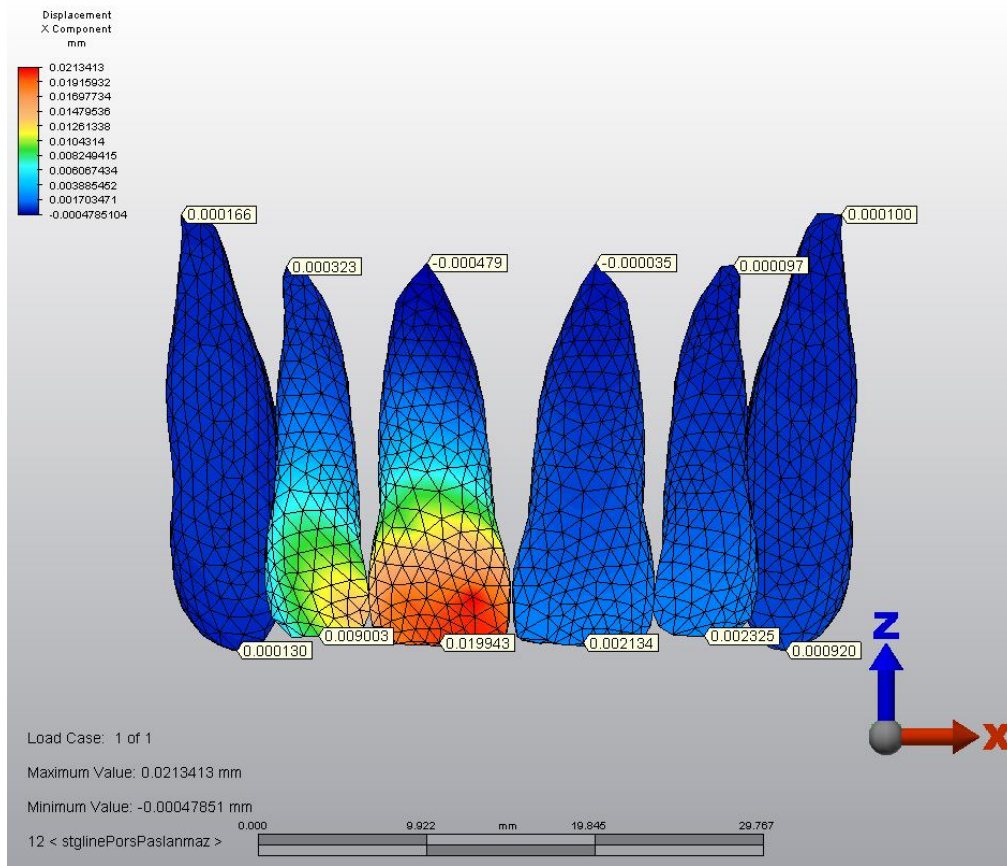 Displacement
X Component
mm
0.0213413
0.01915932
0.01697734
0.01479536
0.01261338
0.0104314
0.008249415
0.006067434
0.003885452
0.001703471
-0.0004785104
0.000166
0.000323
-0.000479
-0.000035
0.000097
0.000100
0.000130
0.009003
0.019943
0.002134
0.002325
0.000920
Z
X
Load Case: 1 of 1
Maximum Value: 0.0213413 mm
Minimum Value: -0.00047851 mm
0.000 9.922 mm 19.845 29.767
12 < stglinePorsPaslanmaz >